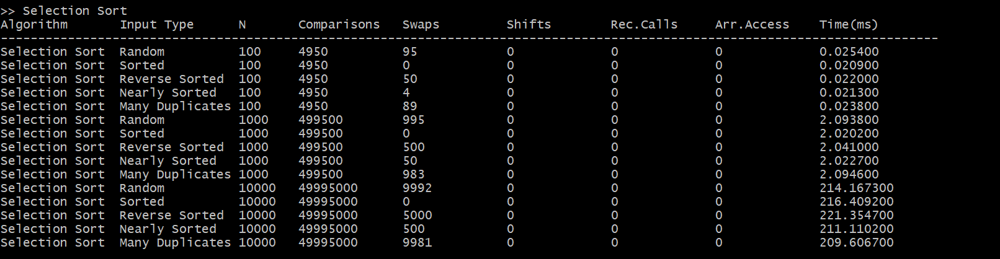 >> Selection Sort
Algorithm       Input Type      N       Comparisons   Swaps         Shifts        Rec.Calls     Arr.Access    Time(ms)
------------------------------------------------------------------------------------------------------------------------------
Selection Sort  Random          100     4950          95            0             0             0             0.025400
Selection Sort  Sorted          100     4950          0             0             0             0             0.020900
Selection Sort  Reverse Sorted  100     4950          50            0             0             0             0.022000
Selection Sort  Nearly Sorted   100     4950          4             0             0             0             0.021300
Selection Sort  Many Duplicates 100     4950          89            0             0             0             0.023800
Selection Sort  Random          1000    499500        995           0             0             0             2.093800
Selection Sort  Sorted          1000    499500        0             0             0             0             2.020200
Selection Sort  Reverse Sorted  1000    499500        500           0             0             0             2.041000
Selection Sort  Nearly Sorted   1000    499500        50            0             0             0             2.022700
Selection Sort  Many Duplicates 1000    499500        983           0             0             0             2.094600
Selection Sort  Random          10000   49995000      9992          0             0             0             214.167300
Selection Sort  Sorted          10000   49995000      0             0             0             0             216.409200
Selection Sort  Reverse Sorted  10000   49995000      5000          0             0             0             221.354700
Selection Sort  Nearly Sorted   10000   49995000      500           0             0             0             211.110200
Selection Sort  Many Duplicates 10000   49995000      9981          0             0             0             209.606700